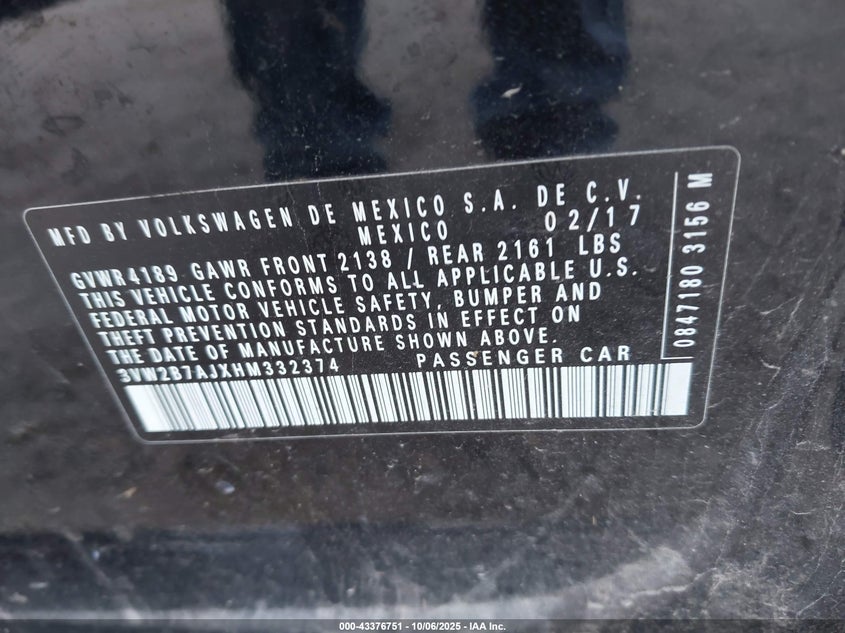 MFD BY VOLKSWAGEN DE MEXICO S.A. DE C.V.
MEXICO 02/17
GVWR4189 GAWR FRONT 2138 / REAR 2161 LBS
THIS VEHICLE CONFORMS TO ALL APPLICABLE U.S.
FEDERAL MOTOR VEHICLE SAFETY, BUMPER AND
THEFT PREVENTION STANDARDS IN EFFECT ON
THE DATE OF MANUFACTURE SHOWN ABOVE.
3VW2B7AJXHM332374 PASSENGER CAR
0847180 3156 M
000-43376751 - 10/06/2025 - IAA Inc.